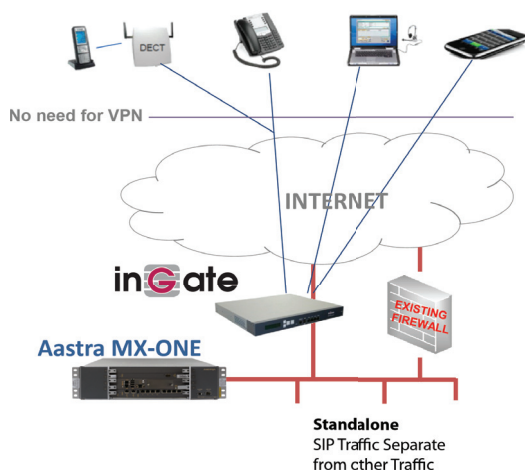 DECT
No need for VPN
INTERNET
inGate
EXISTING
FIREWALL
Aastra MX-ONE
Standalone
SIP Traffic Separate
from cther Traffic